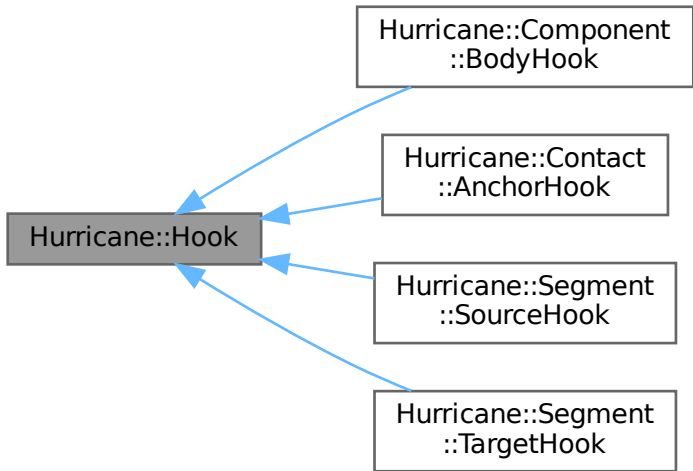 Hurricane::Component
::BodyHook
Hurricane::Contact
::AnchorHook
Hurricane::Hook
Hurricane::Segment
::SourceHook
Hurricane::Segment
::TargetHook